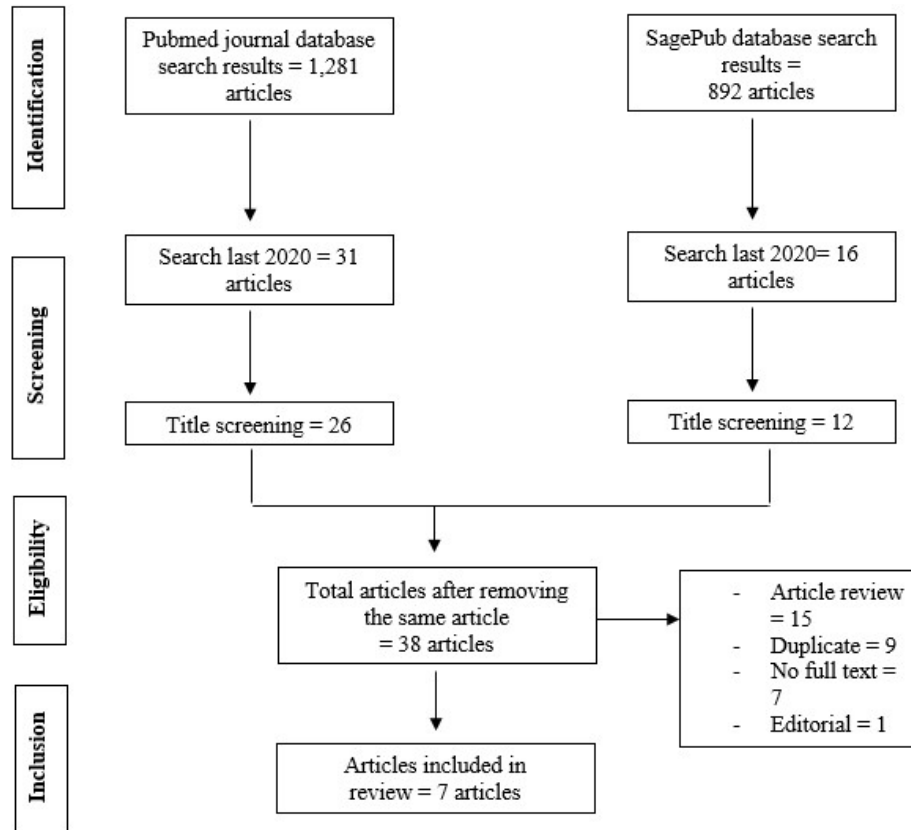 Identification
Pubmed journal database
search results = 1,281
articles
SagePub database search
results =
892 articles
Screening
Search last 2020 = 31
articles
Search last 2020= 16
articles
Title screening = 26
Title screening = 12
Eligibility
Total articles after removing
the same article
= 38 articles
- Article review
= 15
- Duplicate = 9
- No full text =
7
- Editorial = 1
Inclusion
Articles included in
review = 7 articles